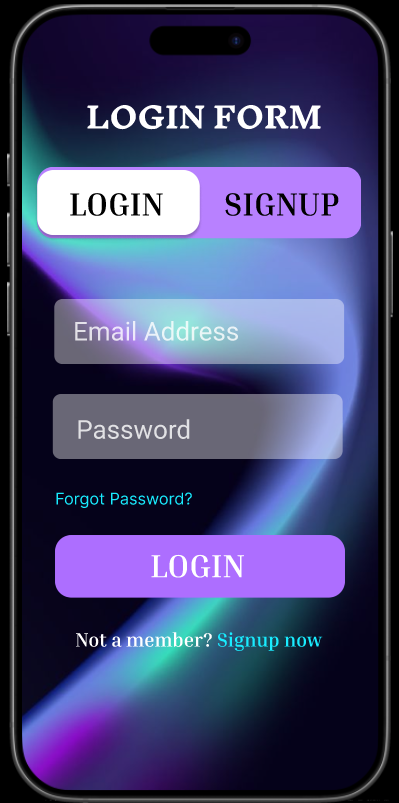 LOGIN FORM
LOGIN SIGNUP
Email Address
Password
Forgot Password?
LOGIN
Not a member? Signup now